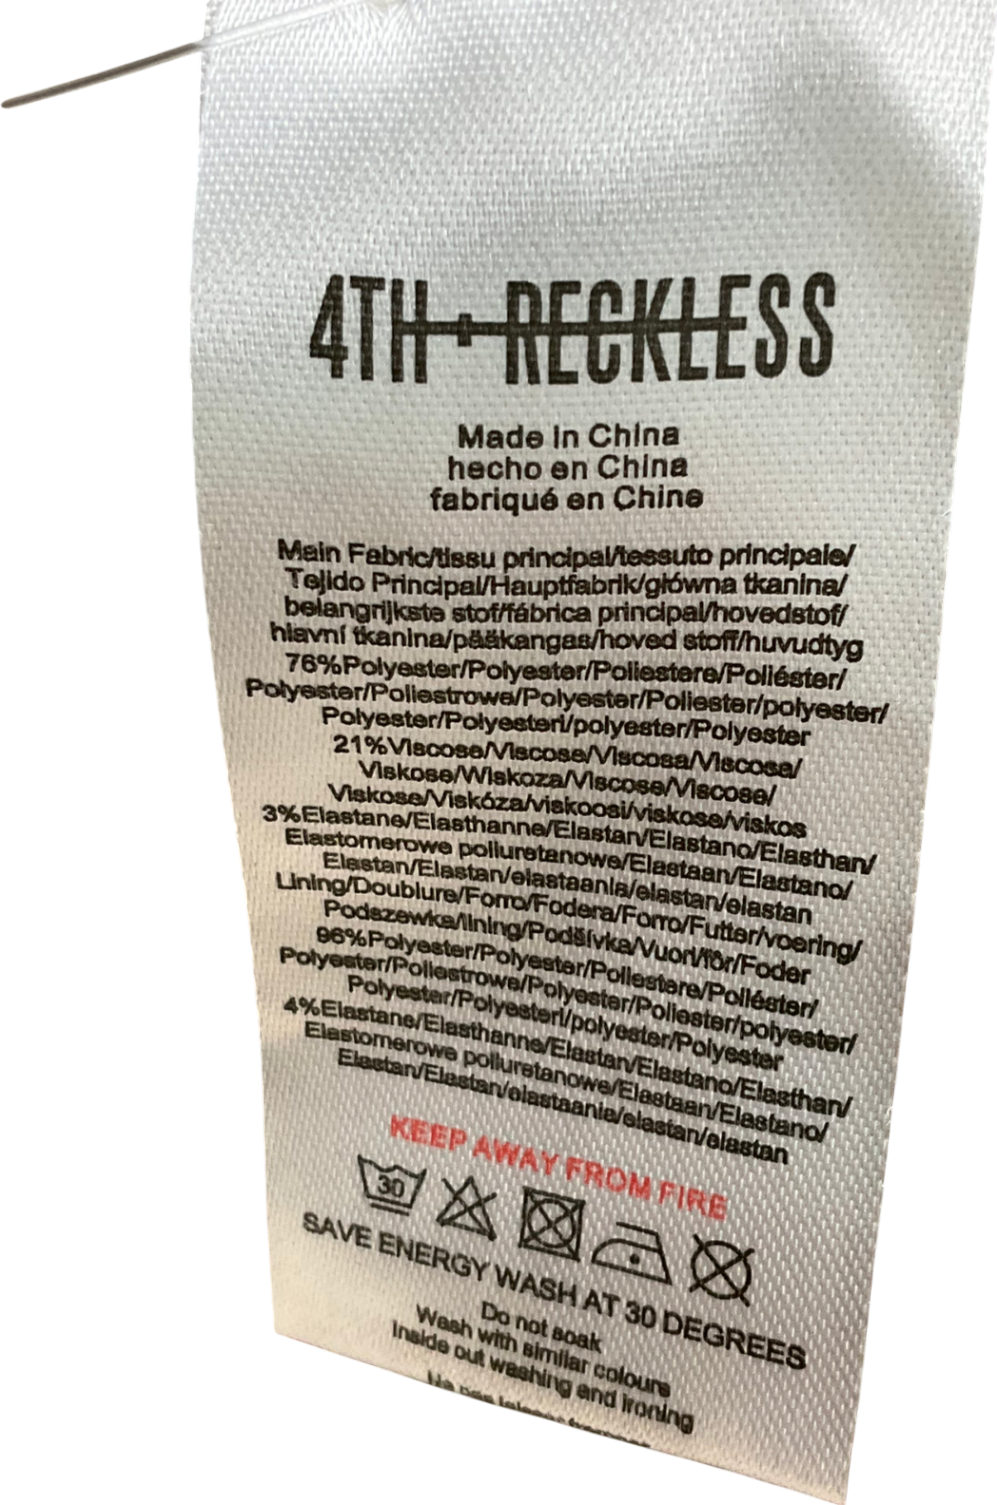 4TH + RECKLESS
Made in China
hecho en China
fabriqué en Chine
Main Fabric/tissu principal/tessuto principale/
Tejido Principal/Hauptfabrik/główna tkanina/
belangrijkste stof/fábrica principal/hovedstof/
hlavní tkanina/pääkangas/hoved stoff/huvudtyg
76%Polyester/Polyester/Poliestere/Poliéster/
Polyester/Poliestrowe/Polyester/Poliester/polyester/
Polyester/Polyesteri/polyester/Polyester
21%Viscose/Viscose/Viscosa/Viscose/
Viskose/Wiskoza/Viscose/Viscose/
Viskose/Viskóza/viskoosi/viskose/viskos
3%Elastane/Elasthanne/Elastan/Elastano/Elasthan/
Elastomerowe poliuretanowe/Elastaan/Elastano/
Elastan/Elastan/elastaania/elastan/elastan
Lining/Doublure/Forro/Fodera/Forro/Futter/voering/
Podszewka/lining/Podšívka/Vuori/fôr/Foder
96%Polyester/Polyester/Poliestere/Poliéster/
Polyester/Poliestrowe/Polyester/Poliester/polyester/
Polyester/Polyesteri/polyester/Polyester
4%Elastane/Elasthanne/Elastan/Elastano/Elasthan/
Elastomerowe poliuretanowe/Elastaan/Elastano/
Elastan/Elastan/elastaania/elastan/elastan
KEEP AWAY FROM FIRE
30
SAVE ENERGY WASH AT 30 DEGREES
Do not soak
Wash with similar colours
Inside out washing and ironing